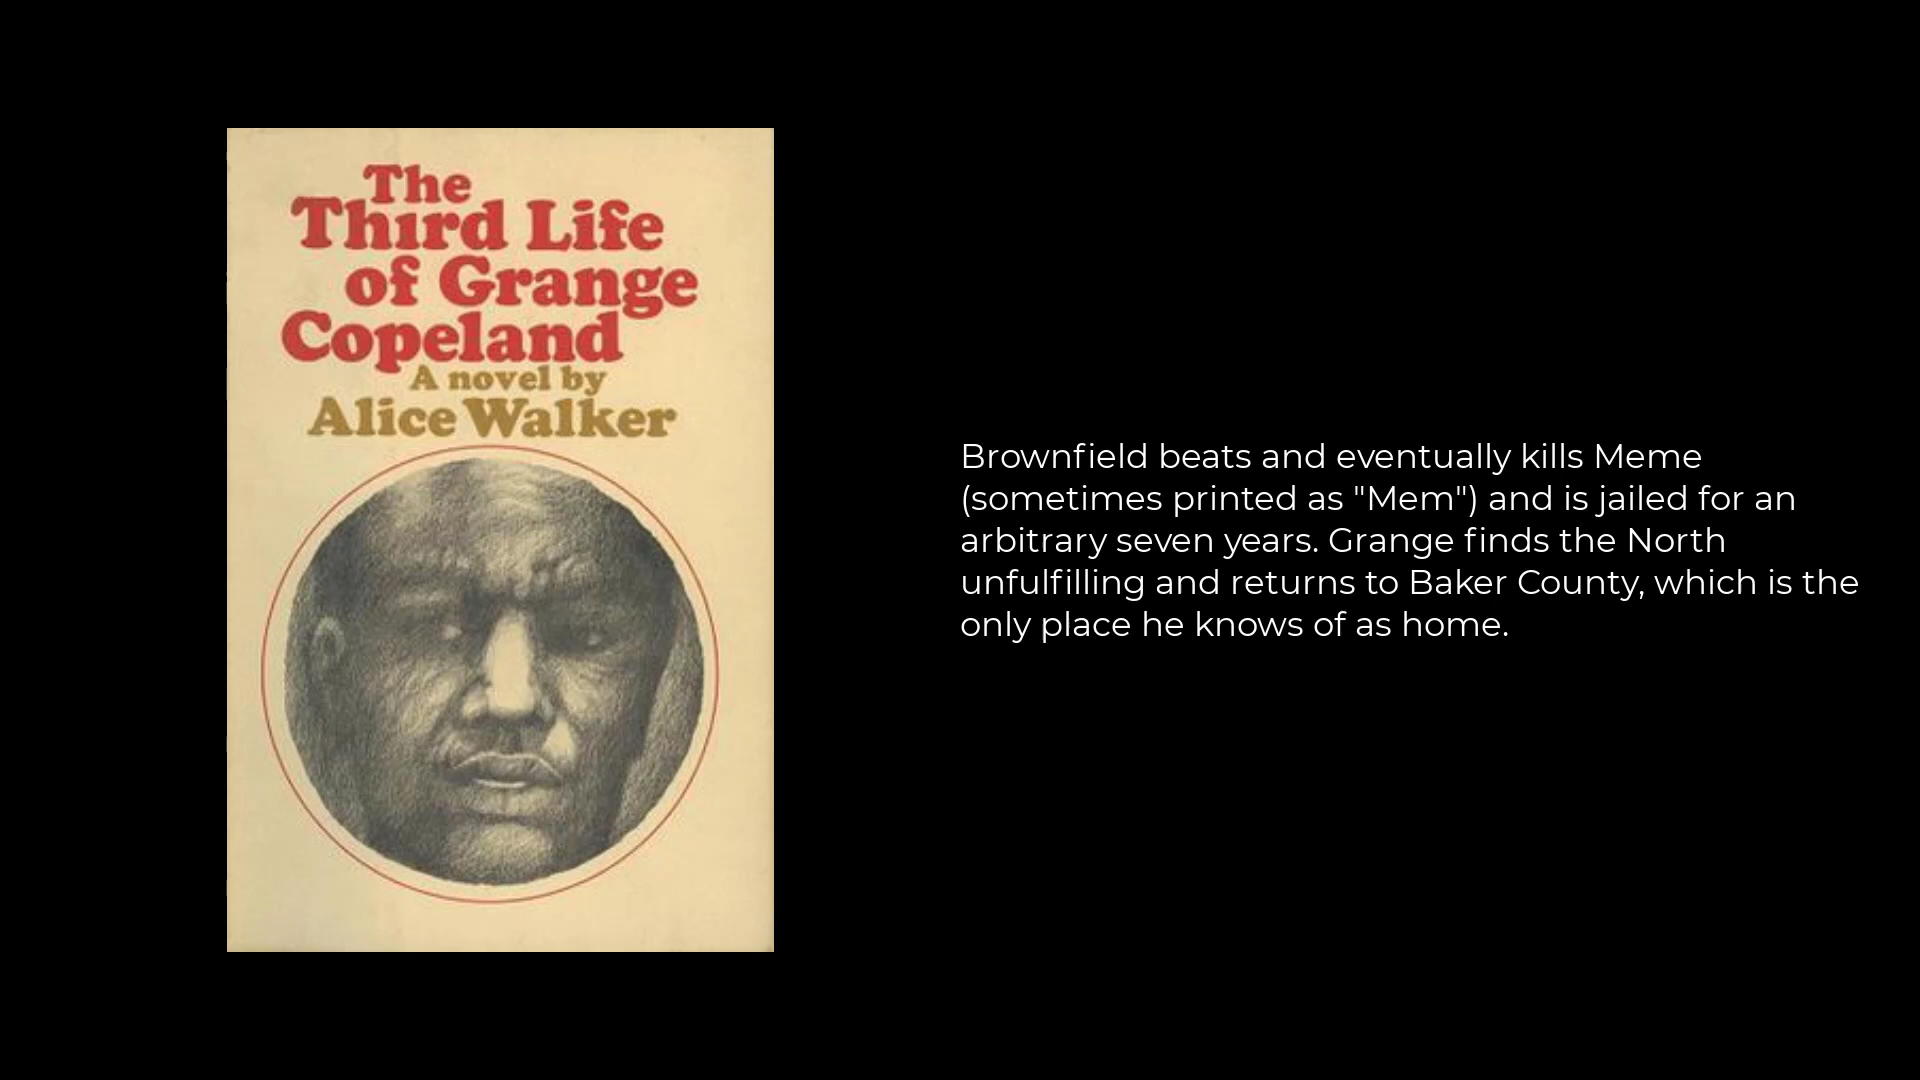 The
Third Life
of Grange
Copeland
A novel by
Alice Walker
Brownfield beats and eventually kills Meme
(sometimes printed as "Mem") and is jailed for an
arbitrary seven years. Grange finds the North
unfulfilling and returns to Baker County, which is the
only place he knows of as home.